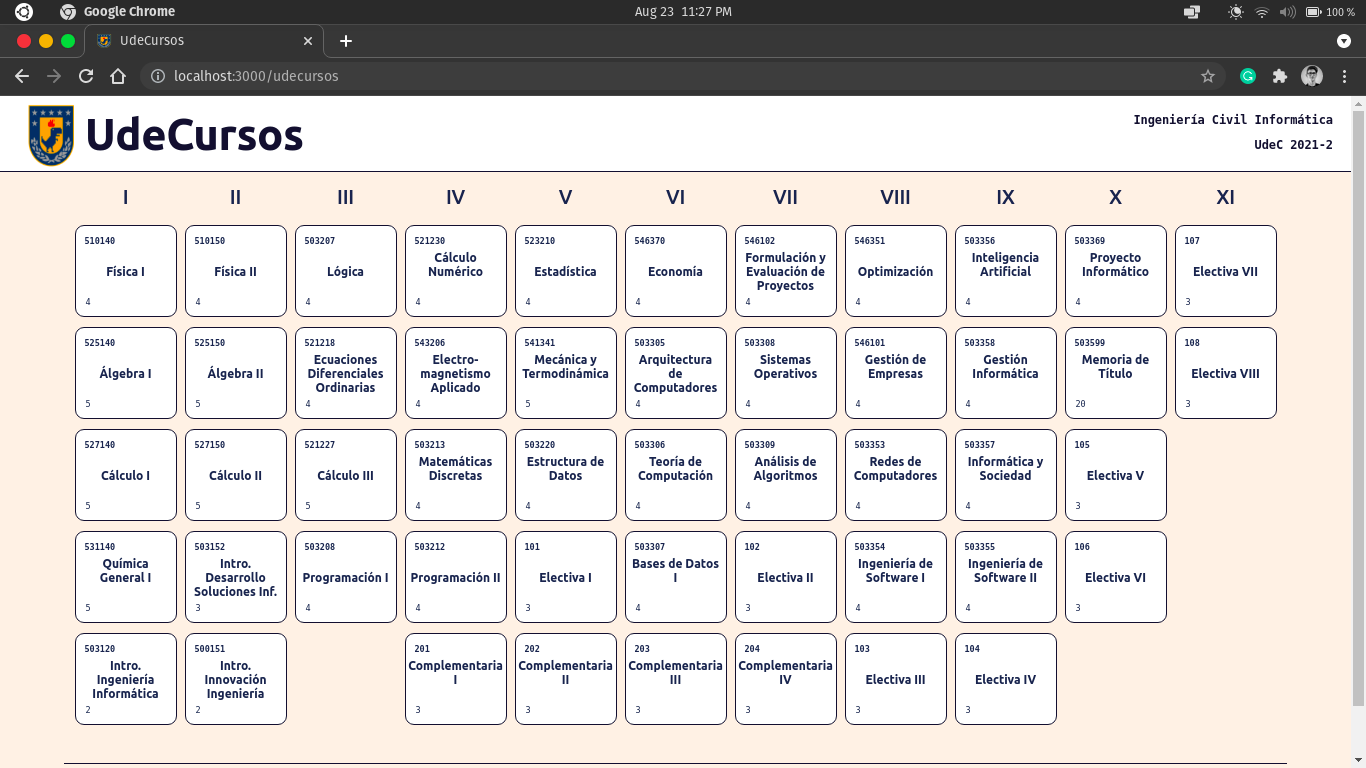 Google Chrome
Aug 23 11:27 PM
100 %
UdeCursos
localhost:3000/udecursos
UdeCursos
Ingeniería Civil Informática
UdeC 2021-2
I II III IV V VI VII VIII IX X XI
510140
Física I
4
510150
Física II
4
503207
Lógica
4
521230
Cálculo
Numérico
4
523210
Estadística
4
546370
Economía
4
546102
Formulación y
Evaluación de
Proyectos
4
546351
Optimización
4
503356
Inteligencia
Artificial
4
503369
Proyecto
Informático
4
107
Electiva VII
3
525140
Álgebra I
5
525150
Álgebra II
5
521218
Ecuaciones
Diferenciales
Ordinarias
4
543206
Electro-
magnetismo
Aplicado
4
541341
Mecánica y
Termodinámica
5
503305
Arquitectura
de
Computadores
4
503308
Sistemas
Operativos
4
546101
Gestión de
Empresas
4
503358
Gestión
Informática
4
503599
Memoria de
Título
20
108
Electiva VIII
3
527140
Cálculo I
5
527150
Cálculo II
5
521227
Cálculo III
5
503213
Matemáticas
Discretas
4
503220
Estructura de
Datos
4
503306
Teoría de
Computación
4
503309
Análisis de
Algoritmos
4
503353
Redes de
Computadores
4
503357
Informática y
Sociedad
4
105
Electiva V
3
531140
Química
General I
5
503152
Intro.
Desarrollo
Soluciones Inf.
3
503208
Programación I
4
503212
Programación II
4
101
Electiva I
3
503307
Bases de Datos
I
4
102
Electiva II
3
503354
Ingeniería de
Software I
4
503355
Ingeniería de
Software II
4
106
Electiva VI
3
503120
Intro.
Ingeniería
Informática
2
500151
Intro.
Innovación
Ingeniería
2
201
Complementaria
I
3
202
Complementaria
II
3
203
Complementaria
III
3
204
Complementaria
IV
3
103
Electiva III
3
104
Electiva IV
3